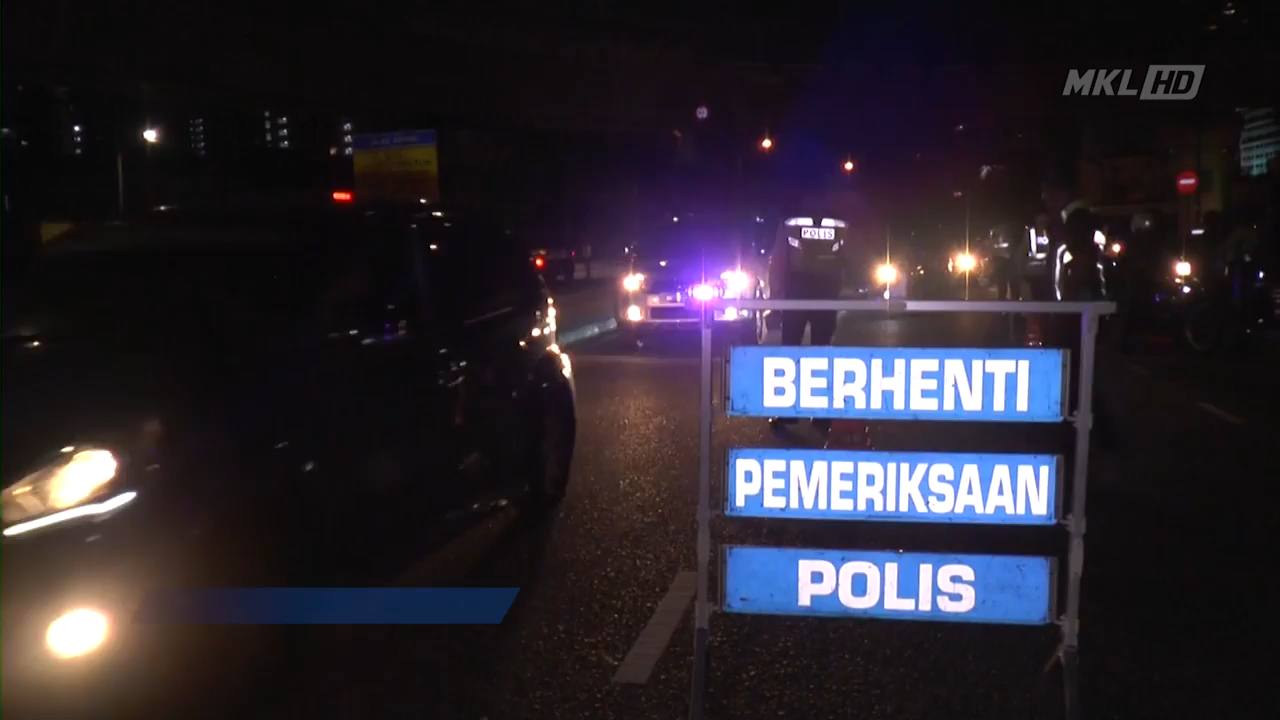 MKL HD
POLIS
BERHENTI
PEMERIKSAAN
POLIS